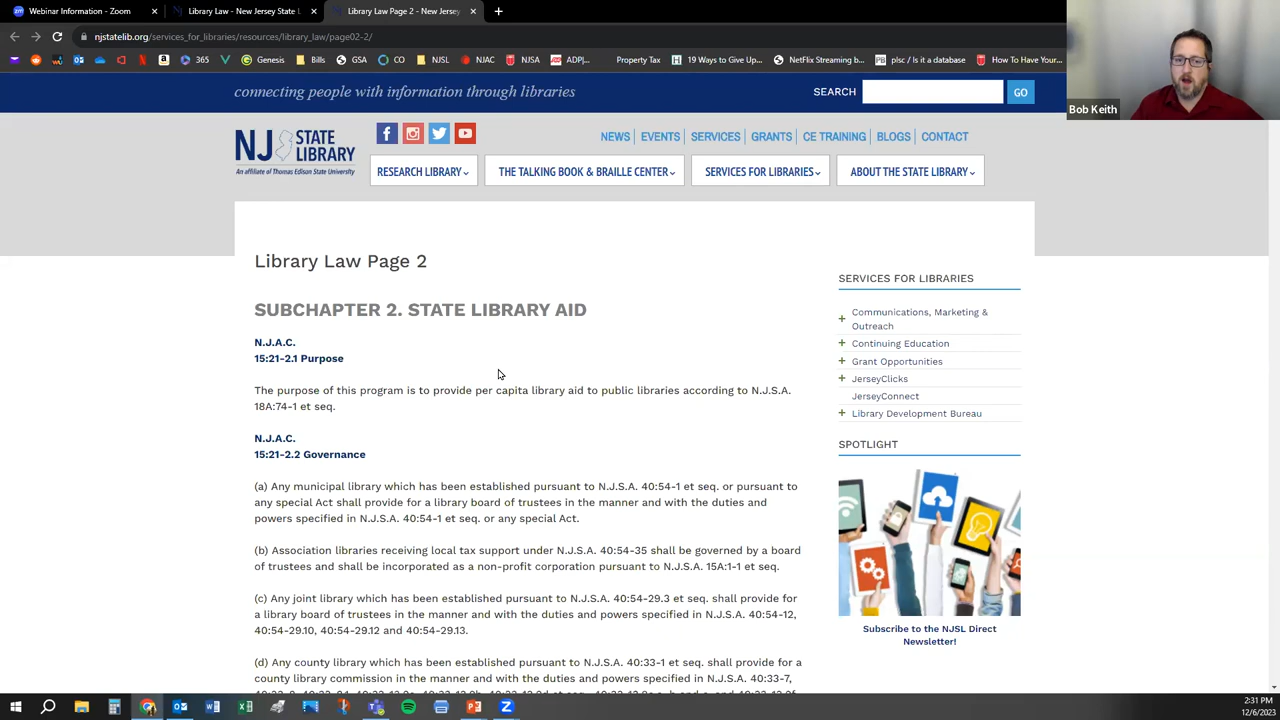 Webinar Information - Zoom
Library Law - New Jersey State L
Library Law Page 2 - New Jersey
njstatelib.org/services_for_libraries/resources/library_law/page02-2/
365
Genesis
Bills
GSA
CO
NJSL
NJAC
NJSA
ADP|...
Property Tax
19 Ways to Give Up...
NetFlix Streaming b...
plsc / Is it a database
How To Have Your...
Bob Keith
connecting people with information through libraries
SEARCH
GO
NJ STATE LIBRARY
An affiliate of Thomas Edison State University
NEWS
EVENTS
SERVICES
GRANTS
CE TRAINING
BLOGS
CONTACT
RESEARCH LIBRARY
THE TALKING BOOK & BRAILLE CENTER
SERVICES FOR LIBRARIES
ABOUT THE STATE LIBRARY
Library Law Page 2
SUBCHAPTER 2. STATE LIBRARY AID
N.J.A.C.
15:21-2.1 Purpose
The purpose of this program is to provide per capita library aid to public libraries according to N.J.S.A.
18A:74-1 et seq.
N.J.A.C.
15:21-2.2 Governance
(a) Any municipal library which has been established pursuant to N.J.S.A. 40:54-1 et seq. or pursuant to
any special Act shall provide for a library board of trustees in the manner and with the duties and
powers specified in N.J.S.A. 40:54-1 et seq. or any special Act.
(b) Association libraries receiving local tax support under N.J.S.A. 40:54-35 shall be governed by a board
of trustees and shall be incorporated as a non-profit corporation pursuant to N.J.S.A. 15A:1-1 et seq.
(c) Any joint library which has been established pursuant to N.J.S.A. 40:54-29.3 et seq. shall provide for
a library board of trustees in the manner and with the duties and powers specified in N.J.S.A. 40:54-12,
40:54-29.10, 40:54-29.12 and 40:54-29.13.
(d) Any county library which has been established pursuant to N.J.S.A. 40:33-1 et seq. shall provide for a
county library commission in the manner and with the duties and powers specified in N.J.S.A. 40:33-7,
SERVICES FOR LIBRARIES
Communications, Marketing &
Outreach
Continuing Education
Grant Opportunities
JerseyClicks
JerseyConnect
Library Development Bureau
SPOTLIGHT
Subscribe to the NJSL Direct
Newsletter!
2:31 PM
12/6/2023